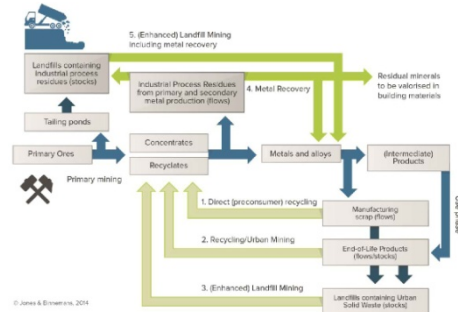 5. (Enhanced) Landfill Mining
including metal recovery
Landfills containing
industrial process
residues (stocks)
Industrial Process Residues
from primary and secondary
metal production (flows)
4. Metal Recovery
Residual minerals
to be valorised in
building materials
Tailing ponds
Concentrates
Primary Ores
Recyclates
Metals and alloys
(Intermediate)
Products
Primary mining
1. Direct (preconsumer) recycling
Manufacturing
scrap (flows)
Use phase
2. Recycling/Urban Mining
End-of-Life Products
(flows/stocks)
3. (Enhanced) Landfill Mining
Landfills containing Urban
Solid Waste (stocks)
© Jones & Binnemans, 2014